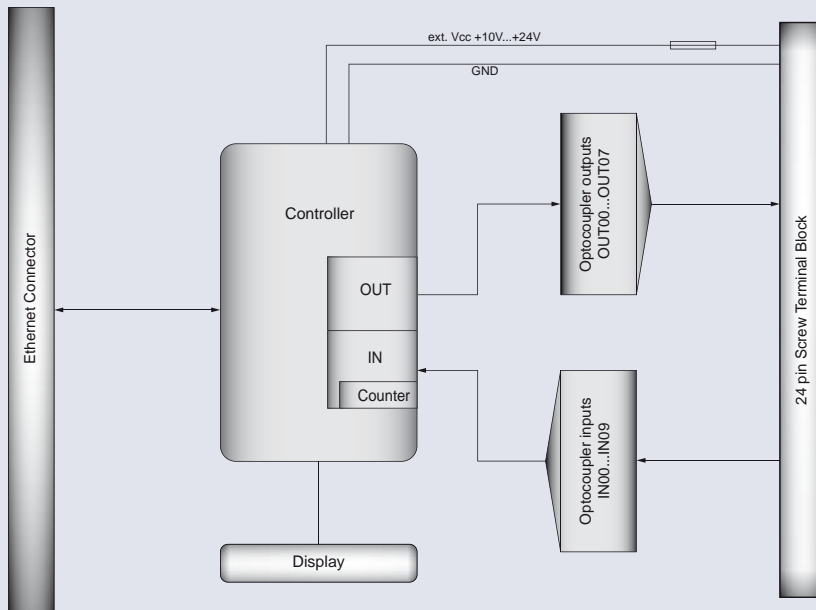 ext. Vcc +10V...+24V
GND
Ethernet Connector
Controller
OUT
IN
Counter
Display
Optocoupler outputs
OUT00...OUT07
Optocoupler inputs
IN00...IN09
24 pin Screw Terminal Block